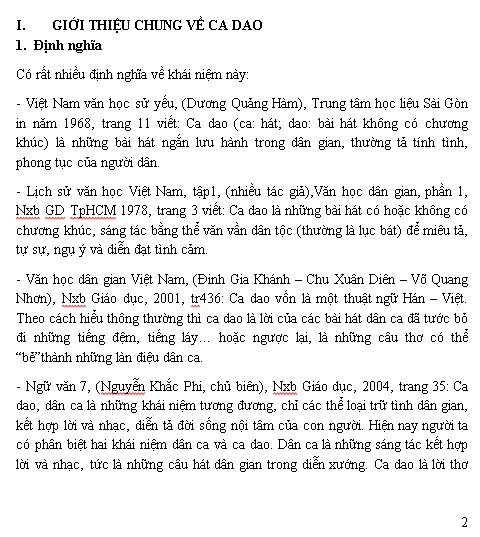 I. GIỚI THIỆU CHUNG VỀ CA DAO
1. Định nghĩa
Có rất nhiều định nghĩa về khái niệm này:
- Việt Nam văn học sử yếu, (Dương Quảng Hàm), Trung tâm học liệu Sài Gòn
in năm 1968, trang 11 viết: Ca dao (ca: hát; dao: bài hát không có chương
khúc) là những bài hát ngắn lưu hành trong dân gian, thường tả tính tình,
phong tục của người dân.
- Lịch sử văn học Việt Nam, tập1, (nhiều tác giả),Văn học dân gian, phần 1,
Nxb GD TpHCM 1978, trang 3 viết: Ca dao là những bài hát có hoặc không có
chương khúc, sáng tác bằng thể văn vần dân tộc (thường là lục bát) để miêu tả,
tự sự, ngụ ý và diễn đạt tình cảm.
- Văn học dân gian Việt Nam, (Đinh Gia Khánh – Chu Xuân Diên – Võ Quang
Nhơn), Nxb Giáo dục, 2001, tr436: Ca dao vốn là một thuật ngữ Hán – Việt.
Theo cách hiểu thông thường thì ca dao là lời của các bài hát dân ca đã tước bỏ
đi những tiếng đệm, tiếng láy… hoặc ngược lại, là những câu thơ có thể
“bẻ”thành những làn điệu dân ca.
- Ngữ văn 7, (Nguyễn Khắc Phi, chủ biên), Nxb Giáo dục, 2004, trang 35: Ca
dao, dân ca là những khái niệm tương đương, chỉ các thể loại trữ tình dân gian,
kết hợp lời và nhạc, diễn tả đời sống nội tâm của con người. Hiện nay người ta
có phân biệt hai khái niệm dân ca và ca dao. Dân ca là những sáng tác kết hợp
lời và nhạc, tức là những câu hát dân gian trong diễn xướng. Ca dao là lời thơ
2